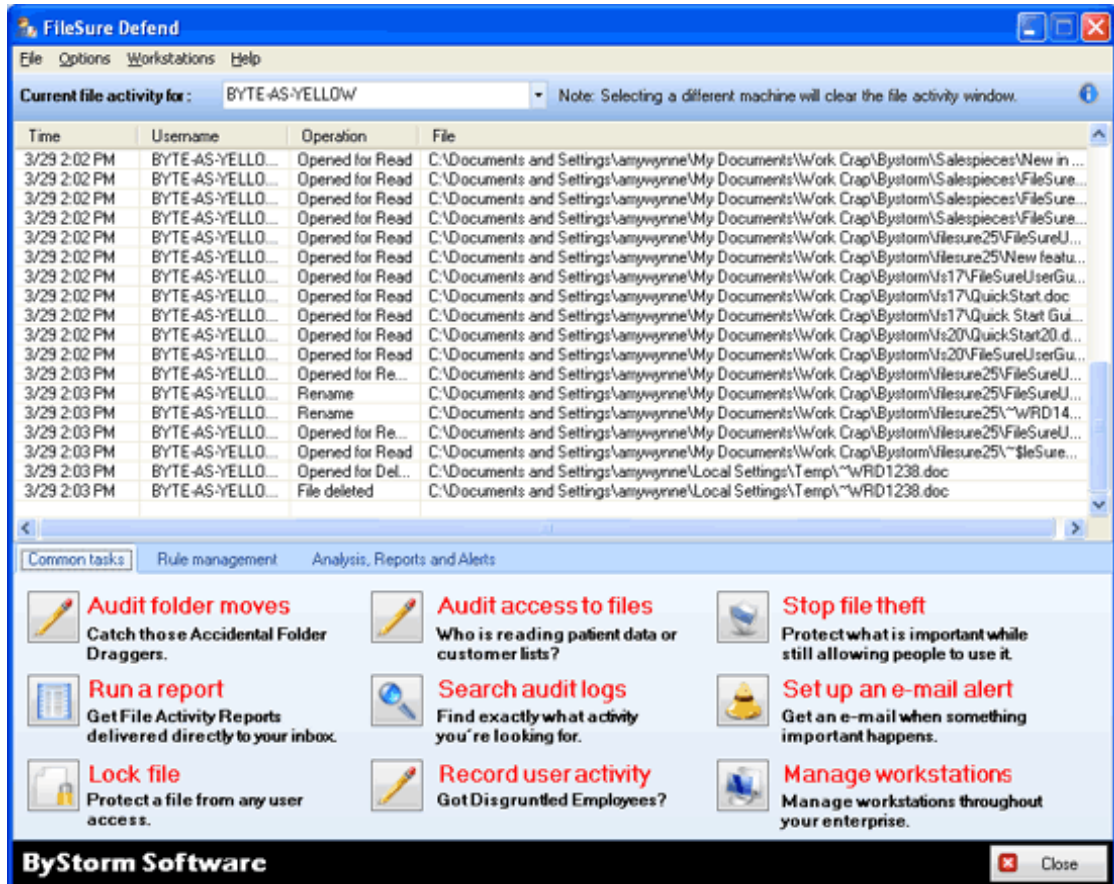 FileSure Defend
File Options Workstations Help
Current file activity for: BYTE-AS-YELLOW Note: Selecting a different machine will clear the file activity window.
Time Username Operation File
3/29 2:02 PM BYTE-AS-YELLO... Opened for Read C:\Documents and Settings\amywynne\My Documents\Work Crap\Bystorm\Salespieces\New in ...
3/29 2:02 PM BYTE-AS-YELLO... Opened for Read C:\Documents and Settings\amywynne\My Documents\Work Crap\Bystorm\Salespieces\FileSure...
3/29 2:02 PM BYTE-AS-YELLO... Opened for Read C:\Documents and Settings\amywynne\My Documents\Work Crap\Bystorm\Salespieces\FileSure...
3/29 2:02 PM BYTE-AS-YELLO... Opened for Read C:\Documents and Settings\amywynne\My Documents\Work Crap\Bystorm\Salespieces\FileSure...
3/29 2:02 PM BYTE-AS-YELLO... Opened for Read C:\Documents and Settings\amywynne\My Documents\Work Crap\Bystorm\filesure25\FileSureU...
3/29 2:02 PM BYTE-AS-YELLO... Opened for Read C:\Documents and Settings\amywynne\My Documents\Work Crap\Bystorm\filesure25\New featu...
3/29 2:02 PM BYTE-AS-YELLO... Opened for Read C:\Documents and Settings\amywynne\My Documents\Work Crap\Bystorm\fs17\FileSureUserGu...
3/29 2:02 PM BYTE-AS-YELLO... Opened for Read C:\Documents and Settings\amywynne\My Documents\Work Crap\Bystorm\fs17\QuickStart.doc
3/29 2:02 PM BYTE-AS-YELLO... Opened for Read C:\Documents and Settings\amywynne\My Documents\Work Crap\Bystorm\fs17\Quick Start Gui...
3/29 2:02 PM BYTE-AS-YELLO... Opened for Read C:\Documents and Settings\amywynne\My Documents\Work Crap\Bystorm\fs20\QuickStart20.d...
3/29 2:02 PM BYTE-AS-YELLO... Opened for Read C:\Documents and Settings\amywynne\My Documents\Work Crap\Bystorm\fs20\FileSureUserGu...
3/29 2:03 PM BYTE-AS-YELLO... Opened for Re... C:\Documents and Settings\amywynne\My Documents\Work Crap\Bystorm\filesure25\FileSureU...
3/29 2:03 PM BYTE-AS-YELLO... Rename C:\Documents and Settings\amywynne\My Documents\Work Crap\Bystorm\filesure25\FileSureU...
3/29 2:03 PM BYTE-AS-YELLO... Rename C:\Documents and Settings\amywynne\My Documents\Work Crap\Bystorm\filesure25\~WRD14...
3/29 2:03 PM BYTE-AS-YELLO... Opened for Re... C:\Documents and Settings\amywynne\My Documents\Work Crap\Bystorm\filesure25\FileSureU...
3/29 2:03 PM BYTE-AS-YELLO... Opened for Read C:\Documents and Settings\amywynne\My Documents\Work Crap\Bystorm\filesure25\~$leSure...
3/29 2:03 PM BYTE-AS-YELLO... Opened for Del... C:\Documents and Settings\amywynne\Local Settings\Temp\~WRD1238.doc
3/29 2:03 PM BYTE-AS-YELLO... File deleted C:\Documents and Settings\amywynne\Local Settings\Temp\~WRD1238.doc
Common tasks Rule management Analysis, Reports and Alerts
Audit folder moves
Catch those Accidental Folder
Draggers.
Audit access to files
Who is reading patient data or
customer lists?
Stop file theft
Protect what is important while
still allowing people to use it.
Run a report
Get File Activity Reports
delivered directly to your inbox.
Search audit logs
Find exactly what activity
you're looking for.
Set up an e-mail alert
Get an e-mail when something
important happens.
Lock file
Protect a file from any user
access.
Record user activity
Got Disgruntled Employees?
Manage workstations
Manage workstations throughout
your enterprise.
ByStorm Software
Close